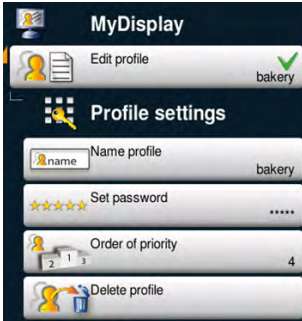 MyDisplay
Edit profile
bakery
Profile settings
name
Name profile
bakery
Set password
*****
Order of priority
2 1 3
4
Delete profile